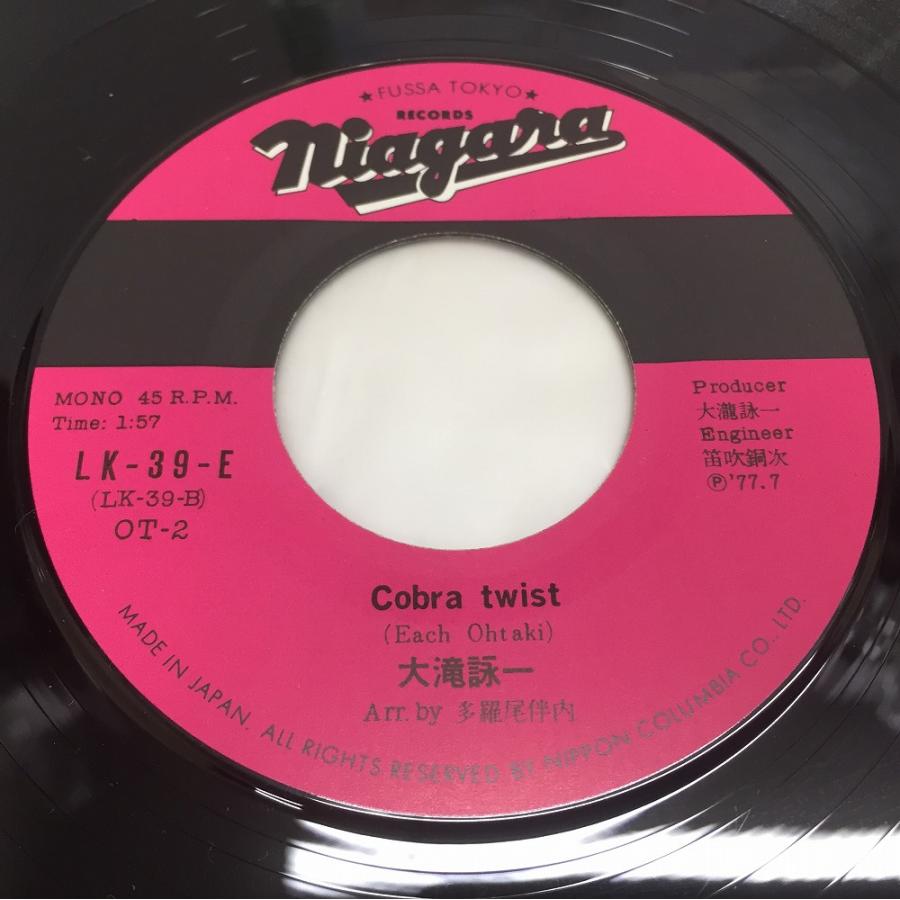 ★FUSSA TOKYO★
RECORDS
Niagara
MONO 45 R.P.M.
Time: 1:57
LK-39-E
(LK-39-B)
OT-2
Producer
大瀧詠一
Engineer
笛吹銅次
Ⓟ'77.7
Cobra twist
(Each Ohtaki)
大滝詠一
Arr. by 多羅尾伴内
MADE IN JAPAN. ALL RIGHTS RESERVED BY NIPPON COLUMBIA CO., LTD.